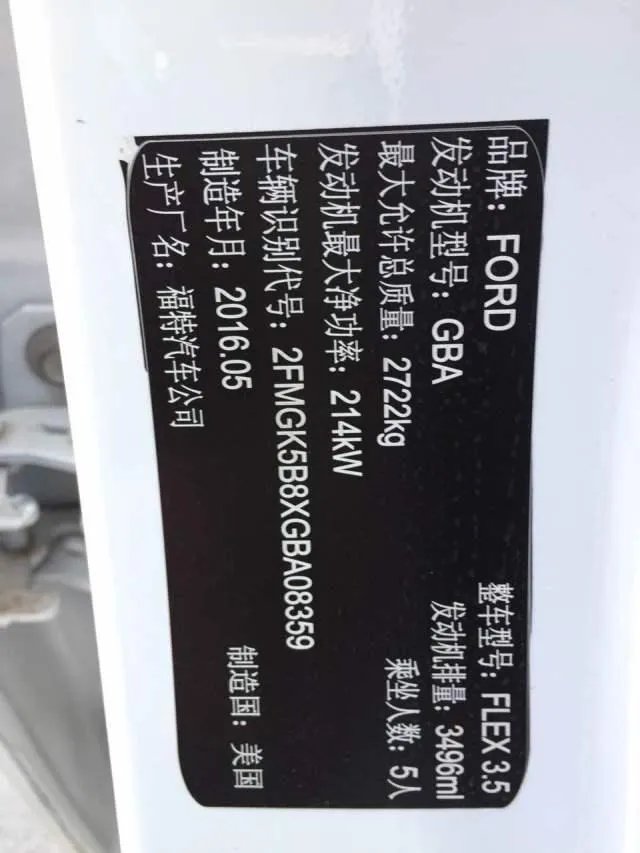 品牌：FORD 整车型号：FLEX 3.5
发动机型号：GBA 发动机排量：3496ml
最大允许总质量：2722kg 乘坐人数：5人
发动机最大净功率：214kW
车辆识别代号：2FMGK5B8XGBA08359
制造年月：2016.05 制造国：美国
生产厂名：福特汽车公司